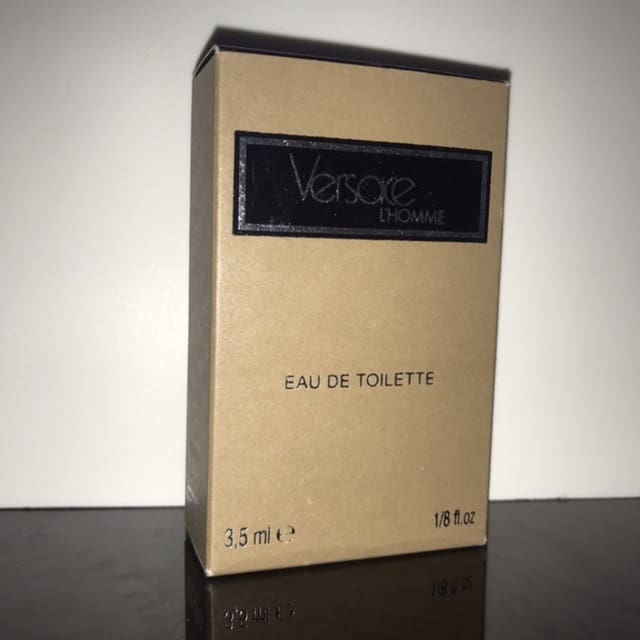 Versace
L'HOMME
EAU DE TOILETTE
3,5 ml ℮
1/8 fl.oz